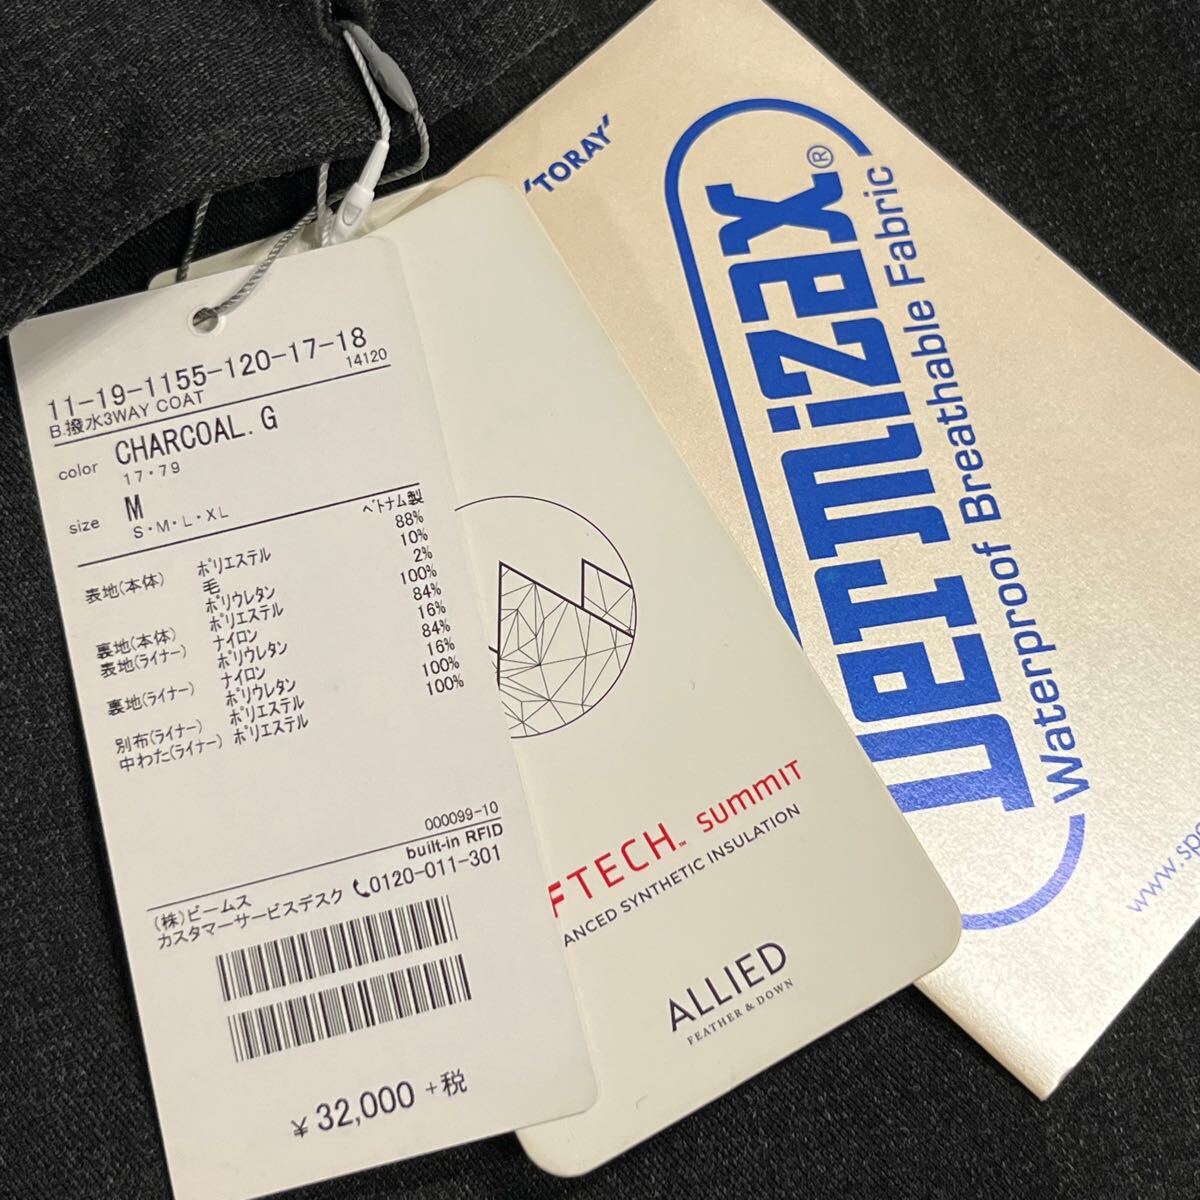 11-19-1155-120-17-18
B.撥水3WAY COAT 14120
color CHARCOAL. G
17・79
size M
S・M・L・XL
ベトナム製
表地(本体) ポリエステル 88%
毛 10%
ポリウレタン 2%
裏地(本体) ポリエステル 100%
表地(ライナー) ナイロン 84%
ポリウレタン 16%
裏地(ライナー) ナイロン 84%
ポリウレタン 16%
別布(ライナー) ポリエステル 100%
中わた(ライナー) ポリエステル 100%
000099-10
built-in RFID
(株)ビームス
カスタマーサービスデスク 0120-011-301
¥32,000 +税
FTECH™ summIT
ANCED SYNTHETIC INSULATION
ALLIED
FEATHER & DOWN
'TORAY'
Dermizax®
Waterproof Breathable Fabric
www.sp